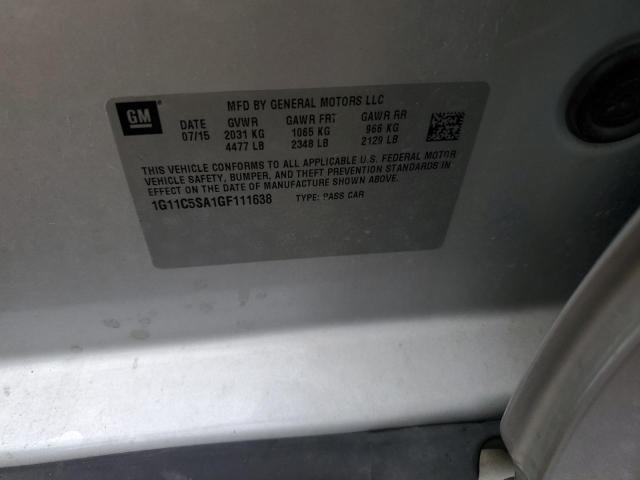 GM
MFD BY GENERAL MOTORS LLC
DATE GVWR GAWR FRT GAWR RR
07/15 2031 KG 1065 KG 966 KG
4477 LB 2348 LB 2129 LB
THIS VEHICLE CONFORMS TO ALL APPLICABLE U.S. FEDERAL MOTOR
VEHICLE SAFETY, BUMPER, AND THEFT PREVENTION STANDARDS IN
EFFECT ON THE DATE OF MANUFACTURE SHOWN ABOVE.
1G11C5SA1GF111638 TYPE: PASS CAR